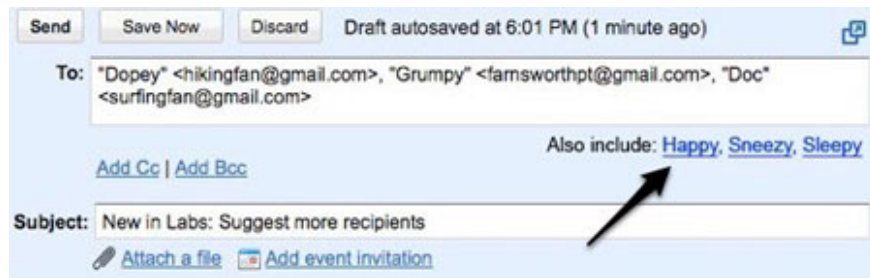 Send Save Now Discard Draft autosaved at 6:01 PM (1 minute ago)
To: "Dopey" <hikingfan@gmail.com>, "Grumpy" <farnsworthpt@gmail.com>, "Doc"
<surfingfan@gmail.com>
Also include: Happy, Sneezy, Sleepy
Add Cc | Add Bcc
Subject: New in Labs: Suggest more recipients
Attach a file Add event invitation